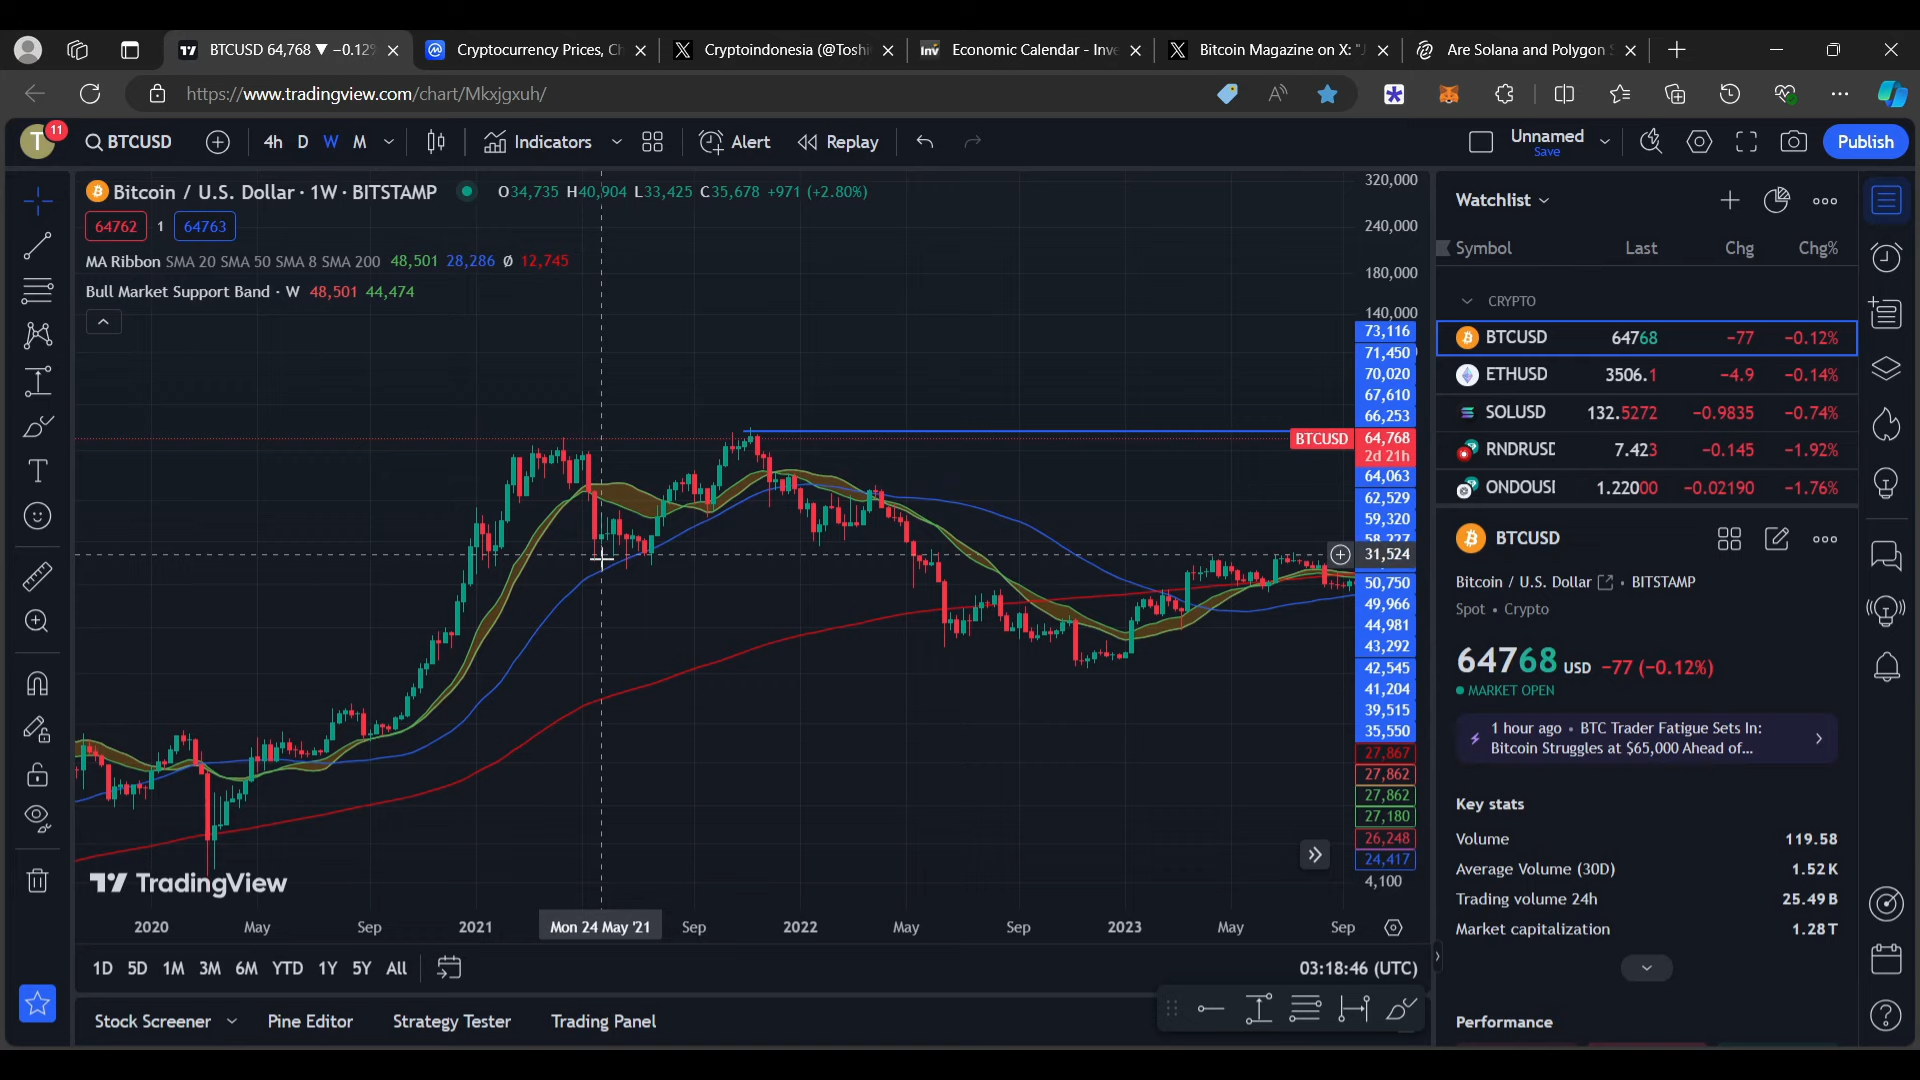 BTCUSD 64,768 ▼ −0.12%
Cryptocurrency Prices, Ch
Cryptoindonesia (@Toshi
Inv
Economic Calendar - Inve
Bitcoin Magazine on X: "J
Are Solana and Polygon S
https://www.tradingview.com/chart/Mkxjgxuh/
T
11
BTCUSD
4h D W M
Indicators
Alert
Replay
Unnamed
Save
Publish
Bitcoin / U.S. Dollar · 1W · BITSTAMP
O34,735 H40,904 L33,425 C35,678 +971 (+2.80%)
64762 1 64763
MA Ribbon SMA 20 SMA 50 SMA 8 SMA 200 48,501 28,286 Ø 12,745
Bull Market Support Band · W 48,501 44,474
320,000
240,000
180,000
140,000
73,116
71,450
70,020
67,610
66,253
BTCUSD 64,768
2d 21h
64,063
62,529
59,320
58,227
31,524
50,750
49,966
44,981
43,292
42,545
41,204
39,515
35,550
27,867
27,862
27,862
27,180
26,248
24,417
4,100
TradingView
2020 May Sep 2021 Mon 24 May '21 Sep 2022 May Sep 2023 May Sep
1D 5D 1M 3M 6M YTD 1Y 5Y All
03:18:46 (UTC)
Stock Screener
Pine Editor
Strategy Tester
Trading Panel
Watchlist
Symbol Last Chg Chg%
CRYPTO
BTCUSD 64768 −77 −0.12%
ETHUSD 3506.1 −4.9 −0.14%
SOLUSD 132.5272 −0.9835 −0.74%
RNDRUSD 7.423 −0.145 −1.92%
ONDOUSI 1.22000 −0.02190 −1.76%
BTCUSD
Bitcoin / U.S. Dollar • BITSTAMP
Spot • Crypto
64768 USD −77 (−0.12%)
MARKET OPEN
1 hour ago • BTC Trader Fatigue Sets In:
Bitcoin Struggles at $65,000 Ahead of...
Key stats
Volume 119.58
Average Volume (30D) 1.52K
Trading volume 24h 25.49B
Market capitalization 1.28T
Performance